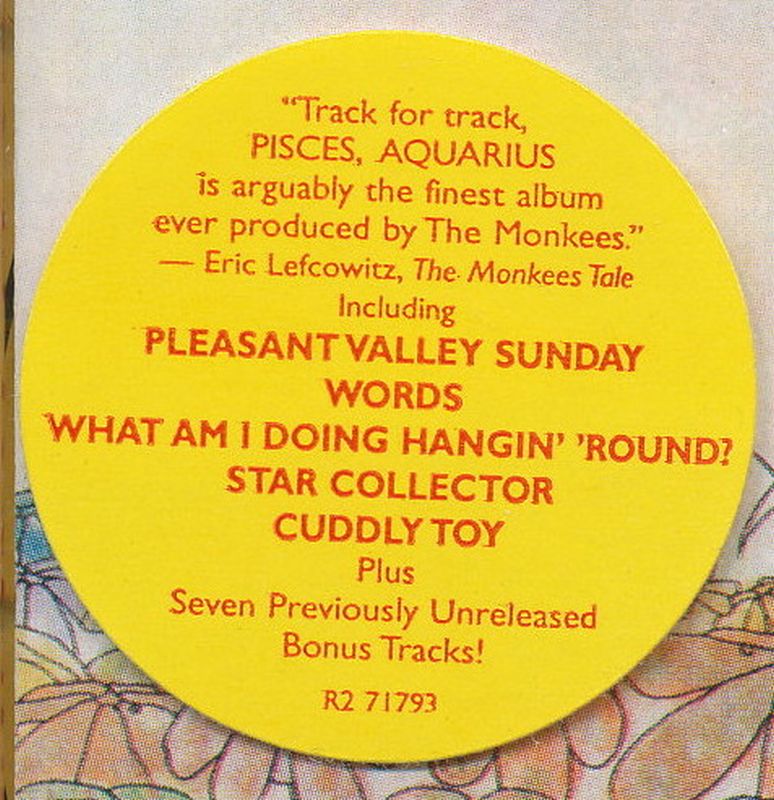 "Track for track,
PISCES, AQUARIUS
is arguably the finest album
ever produced by The Monkees."
— Eric Lefcowitz, The Monkees Tale
Including
PLEASANT VALLEY SUNDAY
WORDS
WHAT AM I DOING HANGIN' 'ROUND?
STAR COLLECTOR
CUDDLY TOY
Plus
Seven Previously Unreleased
Bonus Tracks!
R2 71793